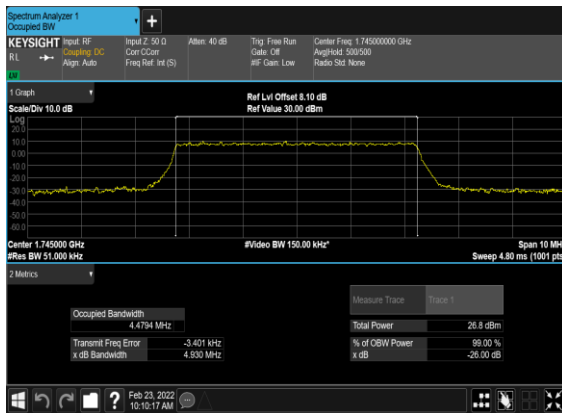 Spectrum Analyzer 1
Occupied BW
KEYSIGHT
Input: RF
Input Z: 50 Ω
Atten: 40 dB
Trig: Free Run
Center Freq: 1.745000000 GHz
RL
Coupling: DC
Corr CCorr
Gate: Off
Avg|Hold: 500/500
Align: Auto
Freq Ref: Int (S)
#IF Gain: Low
Radio Std: None
1 Graph
Ref Lvl Offset 8.10 dB
Scale/Div 10.0 dB
Ref Value 30.00 dBm
Log
20.0
10.0
0.00
-10.0
-20.0
-30.0
-40.0
-50.0
-60.0
Center 1.745000 GHz
#Video BW 150.00 kHz*
Span 10 MH
#Res BW 51.000 kHz
Sweep 4.80 ms (1001 pts
2 Metrics
Measure Trace
Trace 1
Occupied Bandwidth
4.4794 MHz
Total Power
26.8 dBm
Transmit Freq Error
-3.401 kHz
% of OBW Power
99.00 %
x dB Bandwidth
4.930 MHz
x dB
-26.00 dB
?
Feb 23, 2022
10:10:17 AM